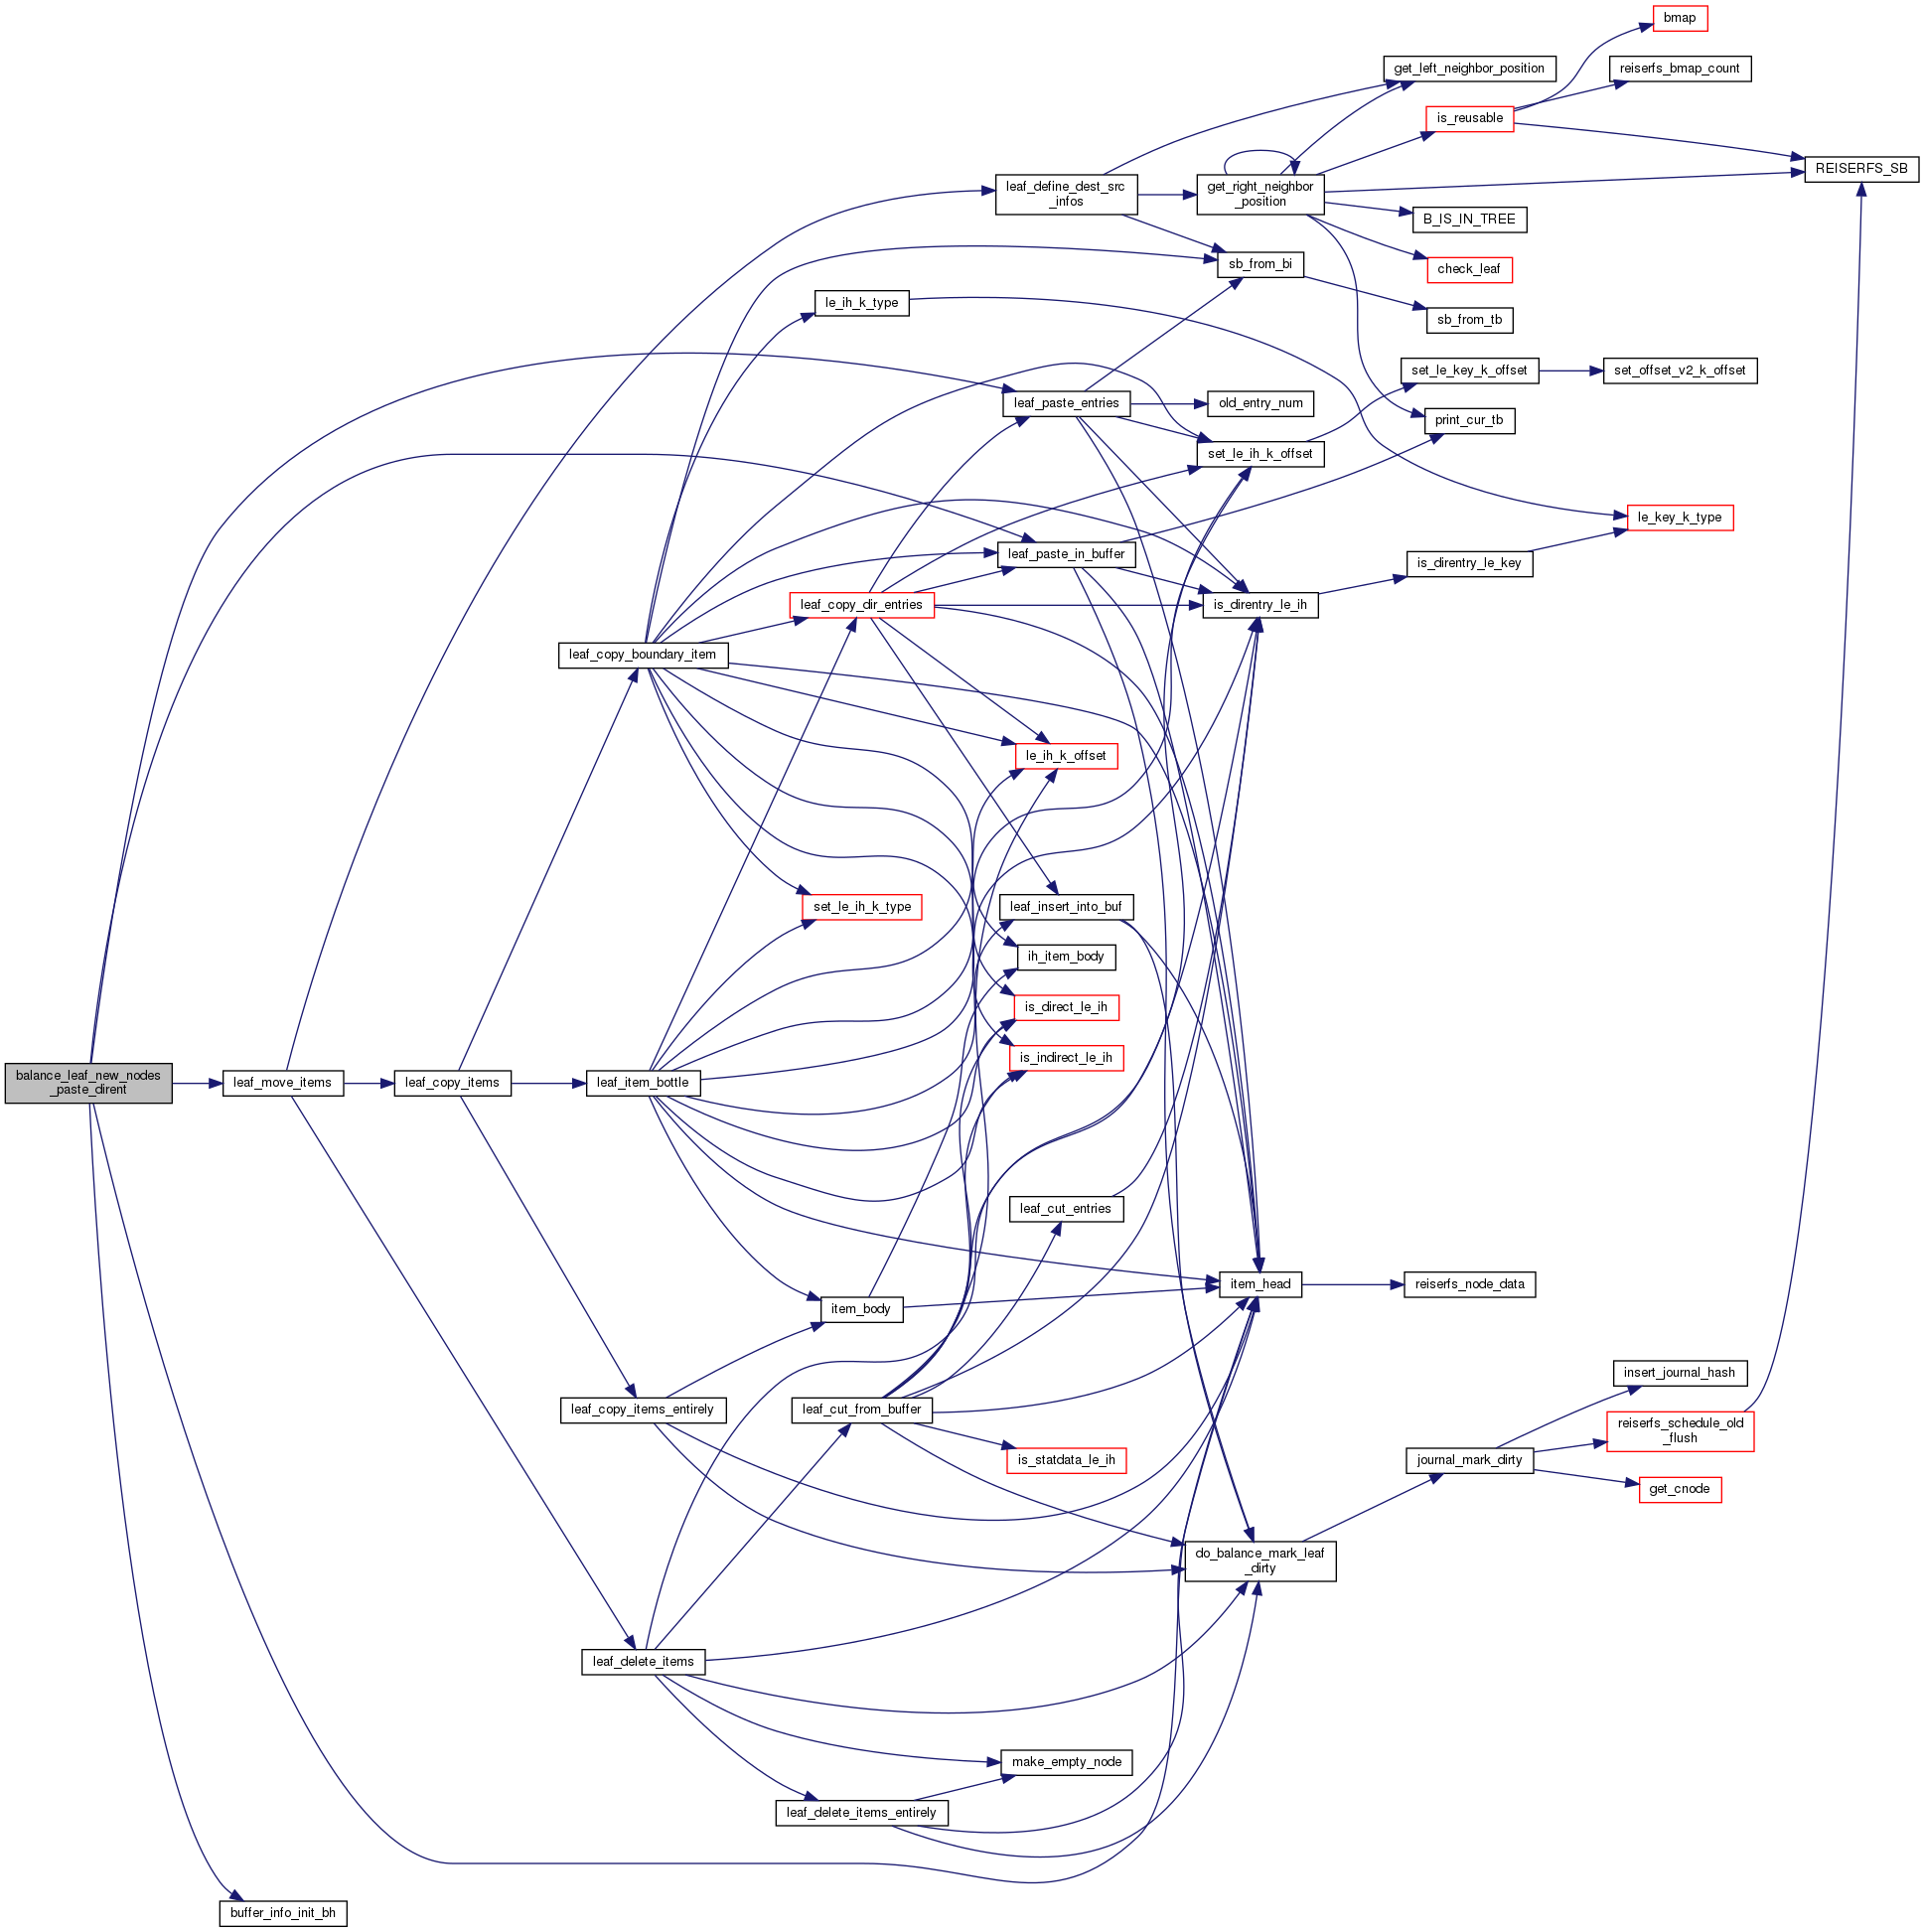 bmap
get_left_neighbor_position
reiserfs_bmap_count
is_reusable
REISERFS_SB
leaf_define_dest_src
_infos
get_right_neighbor
_position
B_IS_IN_TREE
sb_from_bi
check_leaf
le_ih_k_type
sb_from_tb
set_le_key_k_offset
set_offset_v2_k_offset
leaf_paste_entries
old_entry_num
print_cur_tb
set_le_ih_k_offset
le_key_k_type
leaf_paste_in_buffer
is_direntry_le_key
leaf_copy_dir_entries
is_direntry_le_ih
leaf_copy_boundary_item
le_ih_k_offset
set_le_ih_k_type
leaf_insert_into_buf
ih_item_body
is_direct_le_ih
is_indirect_le_ih
balance_leaf_new_nodes
_paste_dirent
leaf_move_items
leaf_copy_items
leaf_item_bottle
leaf_cut_entries
item_head
reiserfs_node_data
item_body
insert_journal_hash
leaf_copy_items_entirely
leaf_cut_from_buffer
reiserfs_schedule_old
_flush
is_statdata_le_ih
journal_mark_dirty
get_cnode
do_balance_mark_leaf
_dirty
leaf_delete_items
make_empty_node
leaf_delete_items_entirely
buffer_info_init_bh